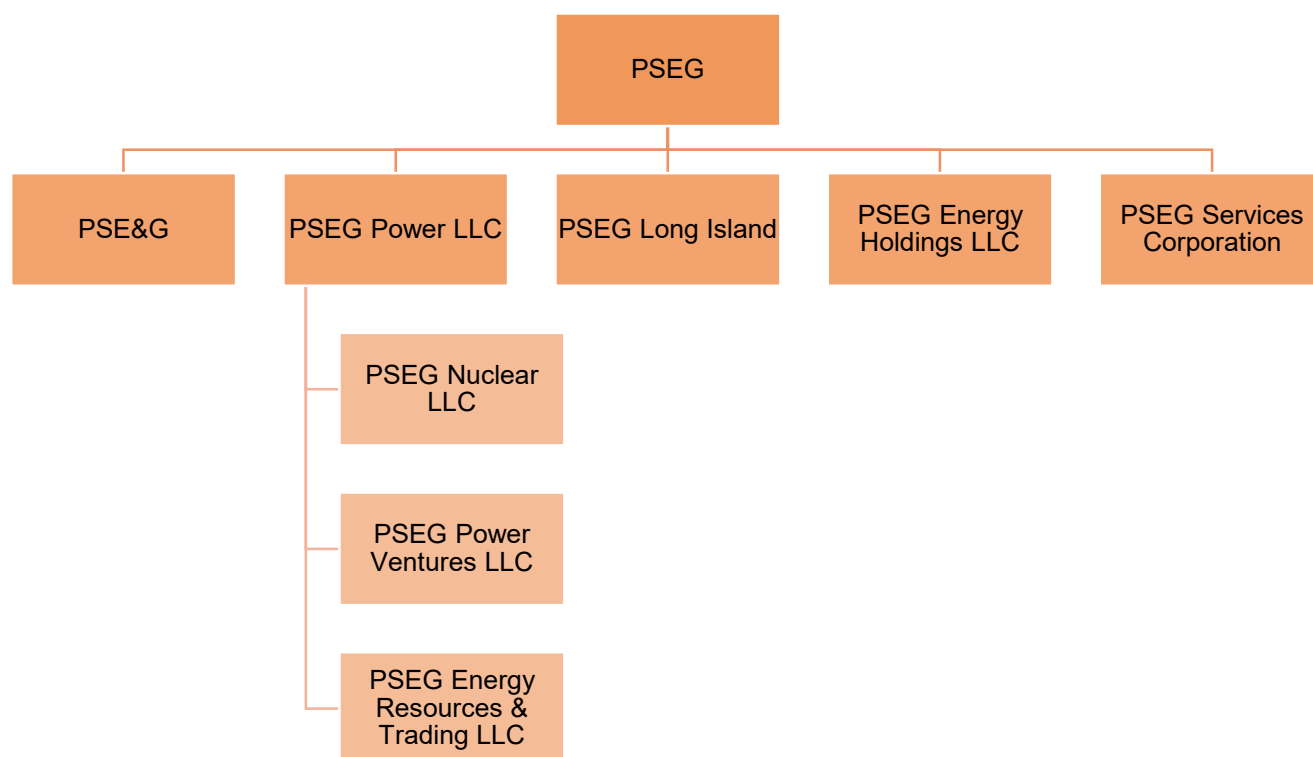 PSEG
PSE&G
PSEG Power LLC
PSEG Long Island
PSEG Energy
Holdings LLC
PSEG Services
Corporation
PSEG Nuclear
LLC
PSEG Power
Ventures LLC
PSEG Energy
Resources &
Trading LLC